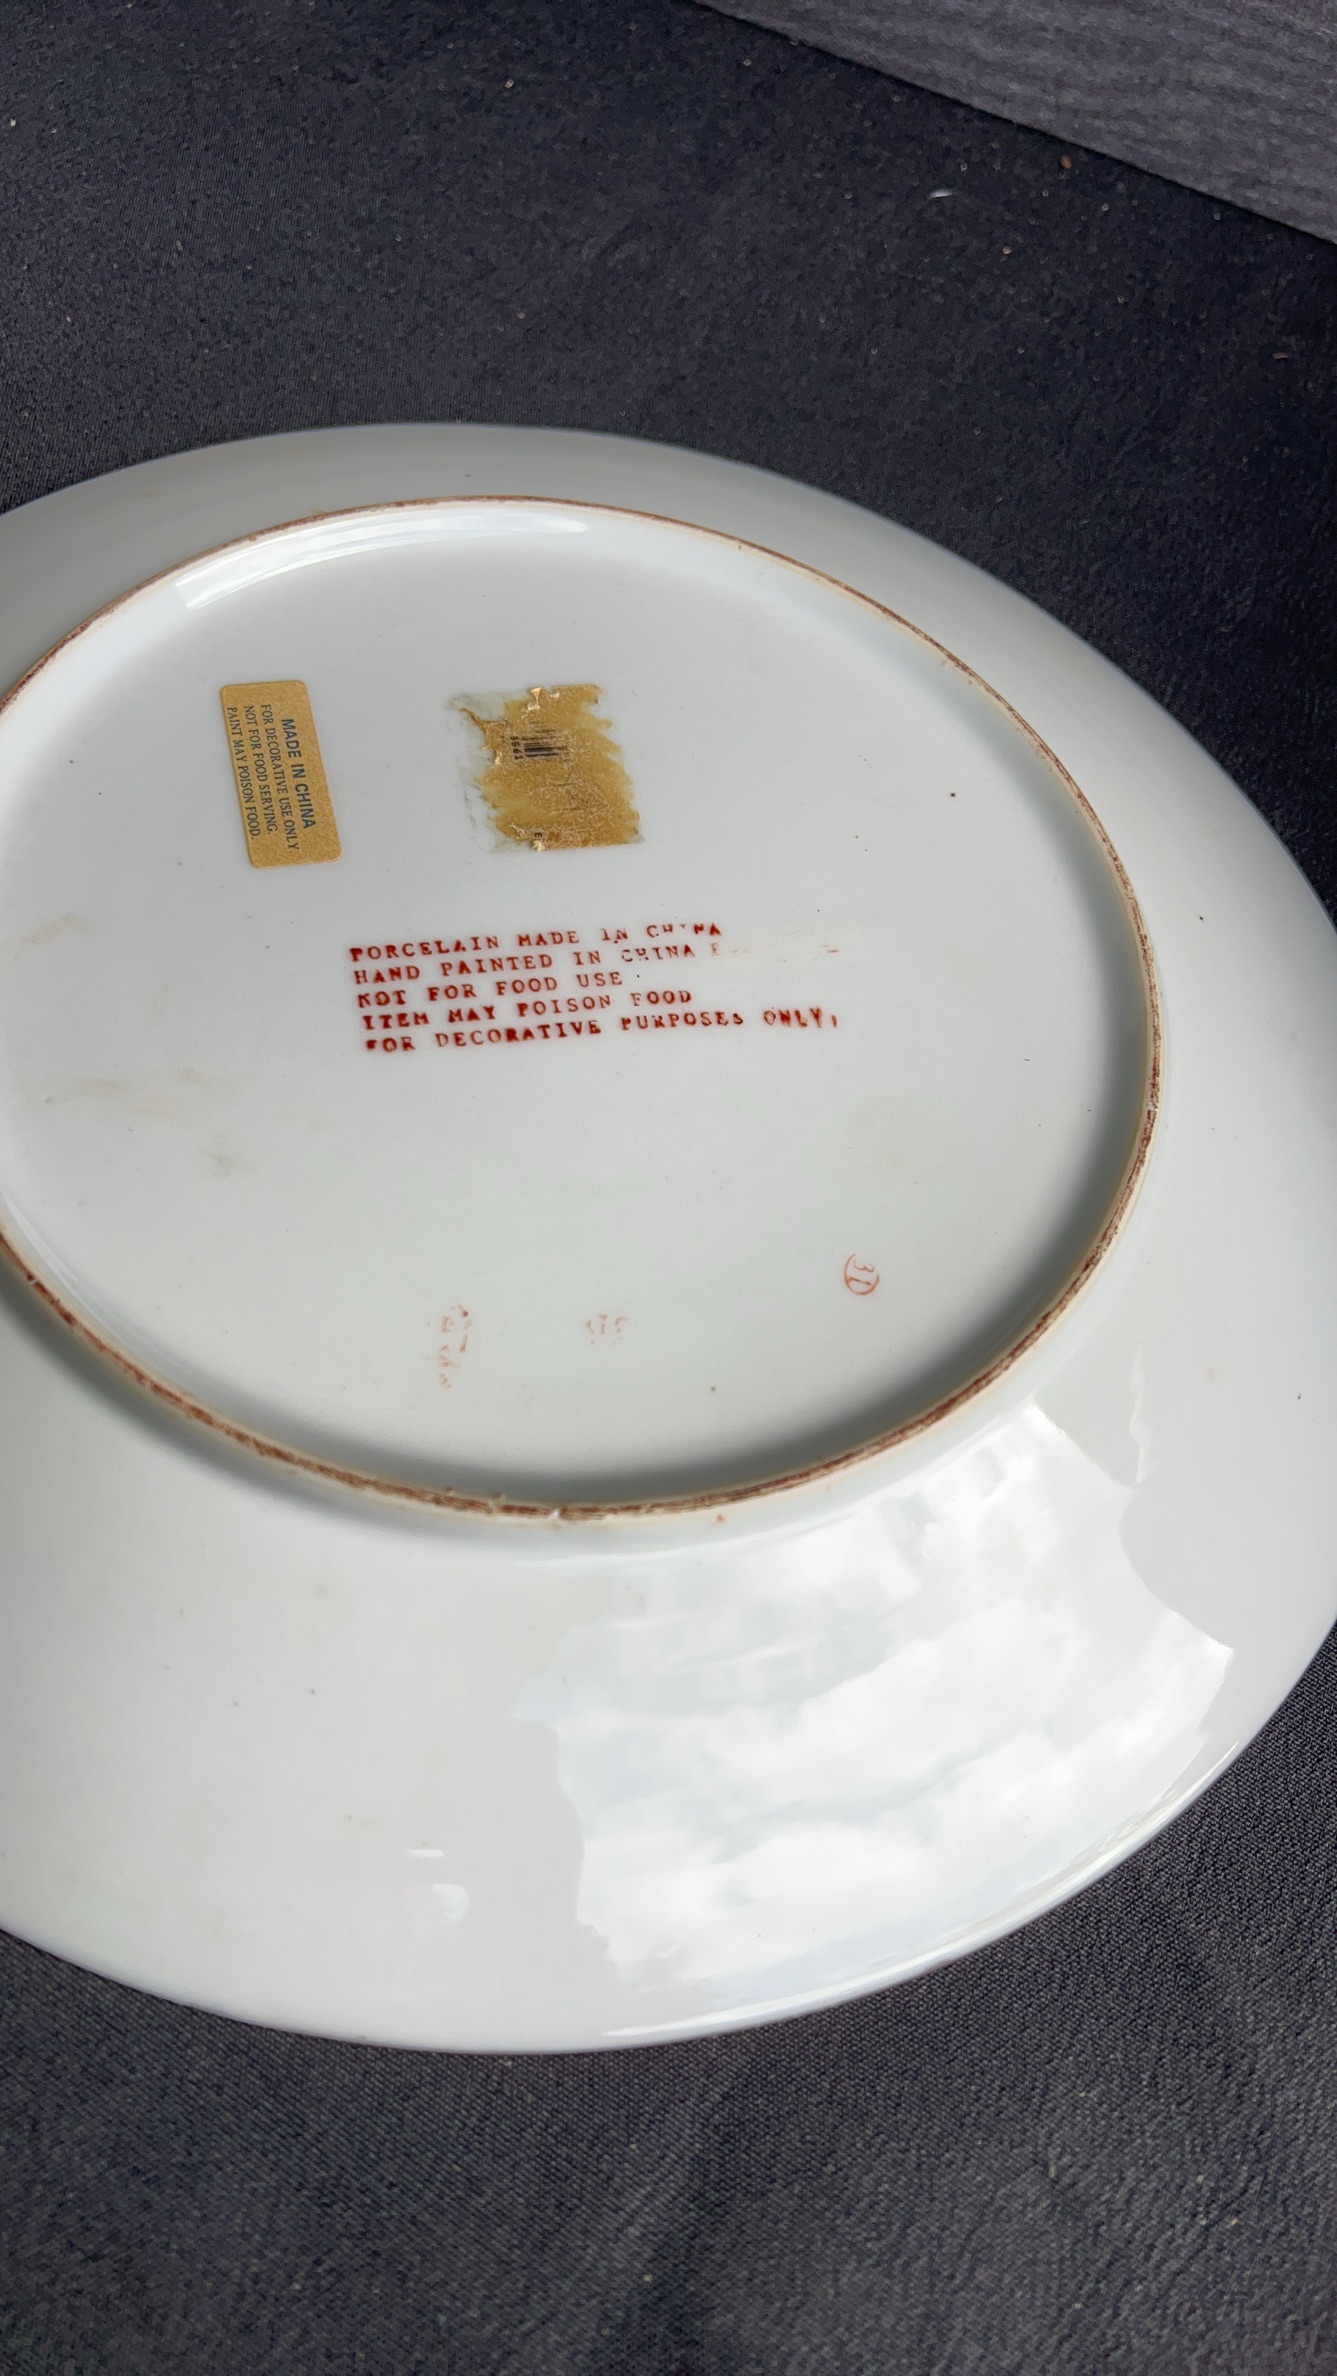 MADE IN CHINA
FOR DECORATIVE USE ONLY.
NOT FOR FOOD SERVING.
PAINT MAY POISON FOOD.
PORCELAIN MADE IN CHINA
HAND PAINTED IN CHINA
NOT FOR FOOD USE
ITEM MAY POISON FOOD
FOR DECORATIVE PURPOSES ONLY,
31